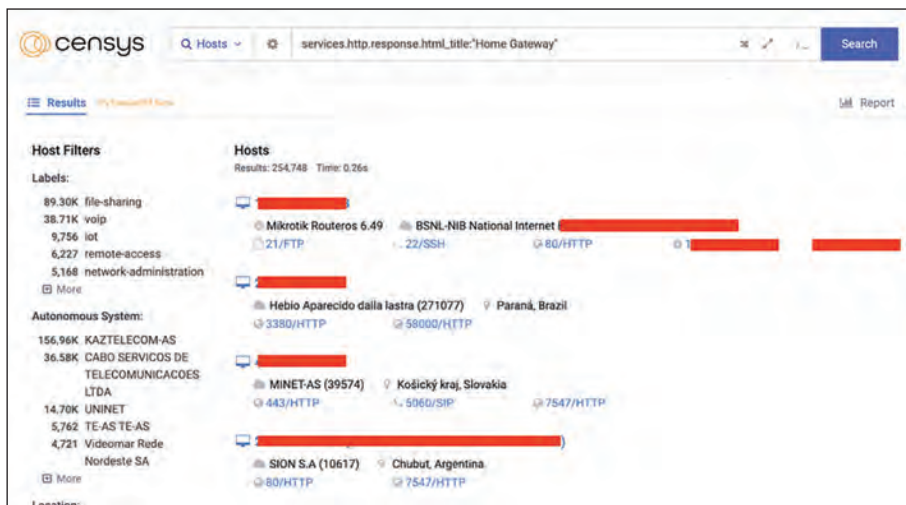 censys
Hosts
services.http.response.html_title:"Home Gateway"
Search
Results
Report
Host Filters
Labels:
89.30K file-sharing
38.71K voip
9,756 iot
6,227 remote-access
5,168 network-administration
More
Autonomous System:
156,96K KAZTELECOM-AS
36.58K CABO SERVICOS DE
TELECOMUNICACOES
LTDA
14.70K UNINET
5,762 TE-AS TE-AS
4,721 Videomar Rede
Nordeste SA
More
Hosts
Results: 254,748 Time: 0.26s
Mikrotik Routeros 6.49 BSNL-NIB National Internet
21/FTP 22/SSH 80/HTTP
Hebio Aparecido dalla lastra (271077) Paraná, Brazil
3380/HTTP 58000/HTTP
MINET-AS (39574) Košický kraj, Slovakia
443/HTTP 5060/SIP 7547/HTTP
SION S.A (10617) Chubut, Argentina
80/HTTP 7547/HTTP